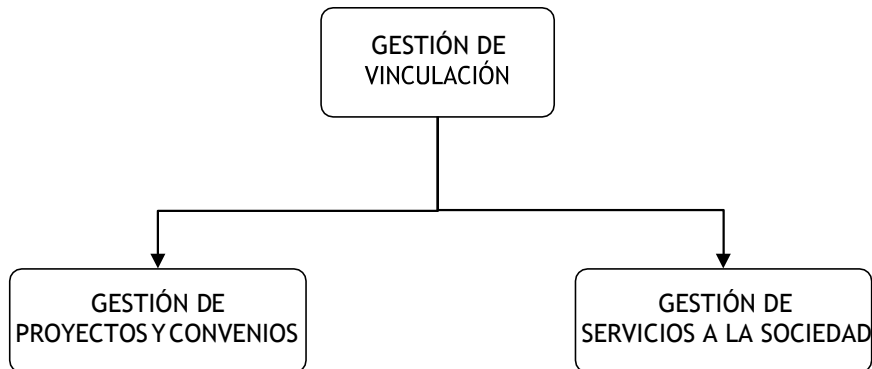 GESTIÓN DE
VINCULACIÓN
GESTIÓN DE
PROYECTOS Y CONVENIOS
GESTIÓN DE
SERVICIOS A LA SOCIEDAD